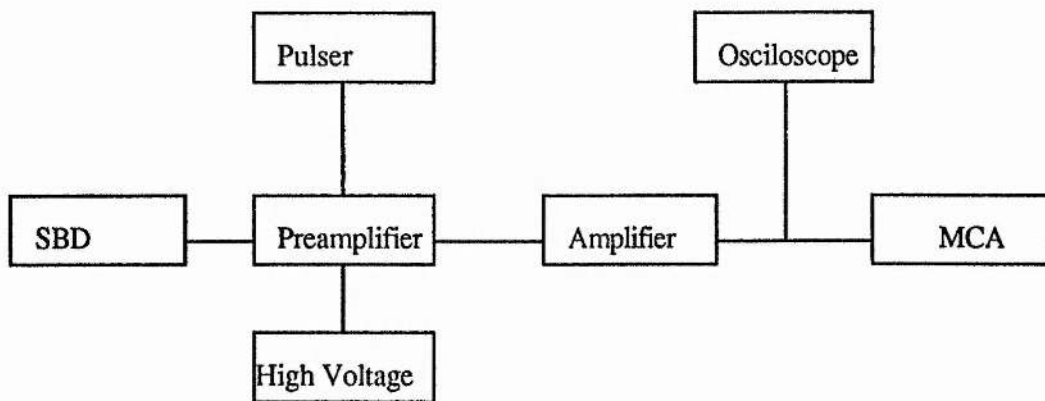 Pulser
Osciloscope
SBD
Preamplifier
Amplifier
MCA
High Voltage